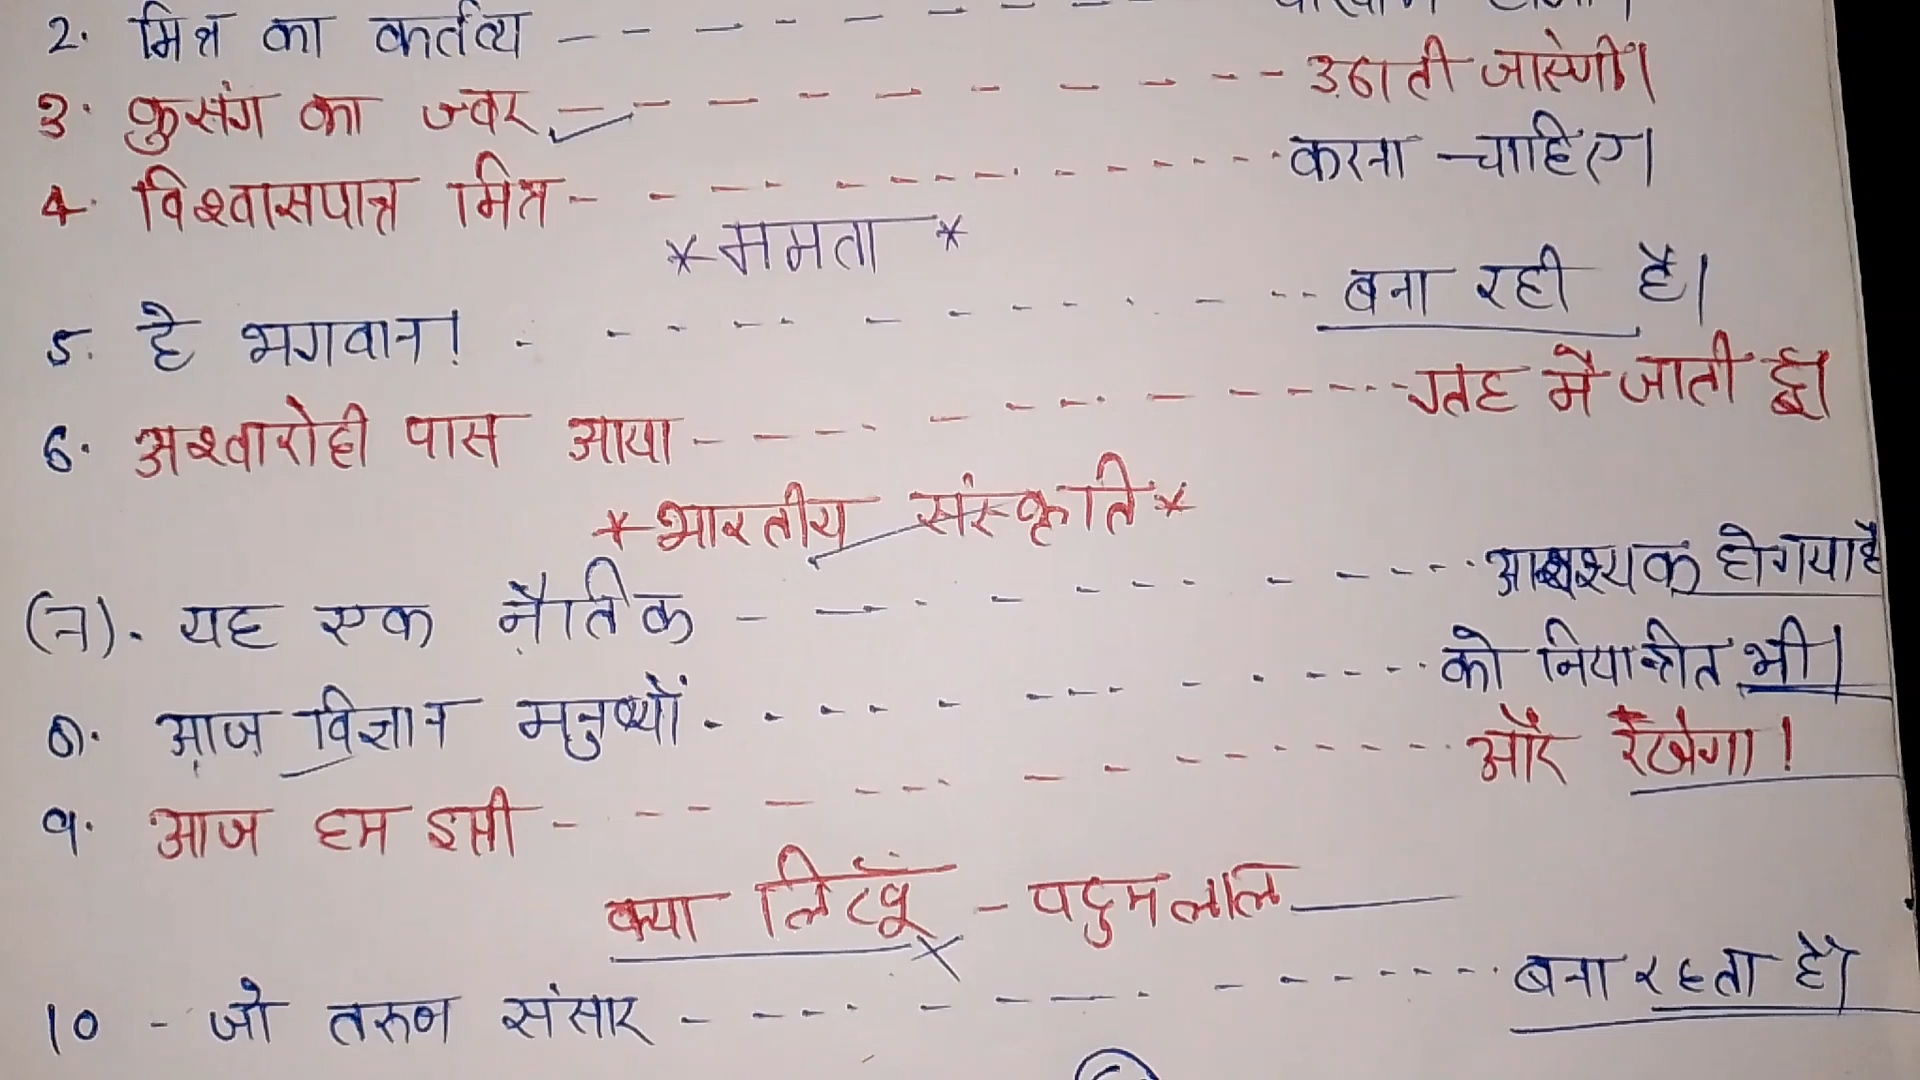 2. मित्र का कर्तव्य - - - - - - -
3. कुसंग का ज्वर - - - - - - - - - उठाती जाएगी।
4. विश्वासपात्र मित्र - - - - - - - - - करना चाहिए।
* ममता *
5. हे भगवान! - - - - - - - - - बना रही है।
6. अश्वारोही पास आया - - - - - - - - - गृह में जाती हूँ।
* भारतीय संस्कृति *
(7). यह एक नैतिक - - - - - - - - - आवश्यक हो गया है
8. आज विज्ञान मनुष्यों - - - - - - - - - को नियान्त्रीत भी।
9. आज हम इसी - - - - - - - - - और रखेगा!
क्या लिखूँ - पदुमलाल
10 - जो तरुण संसार - - - - - - - - - बना रहता है।